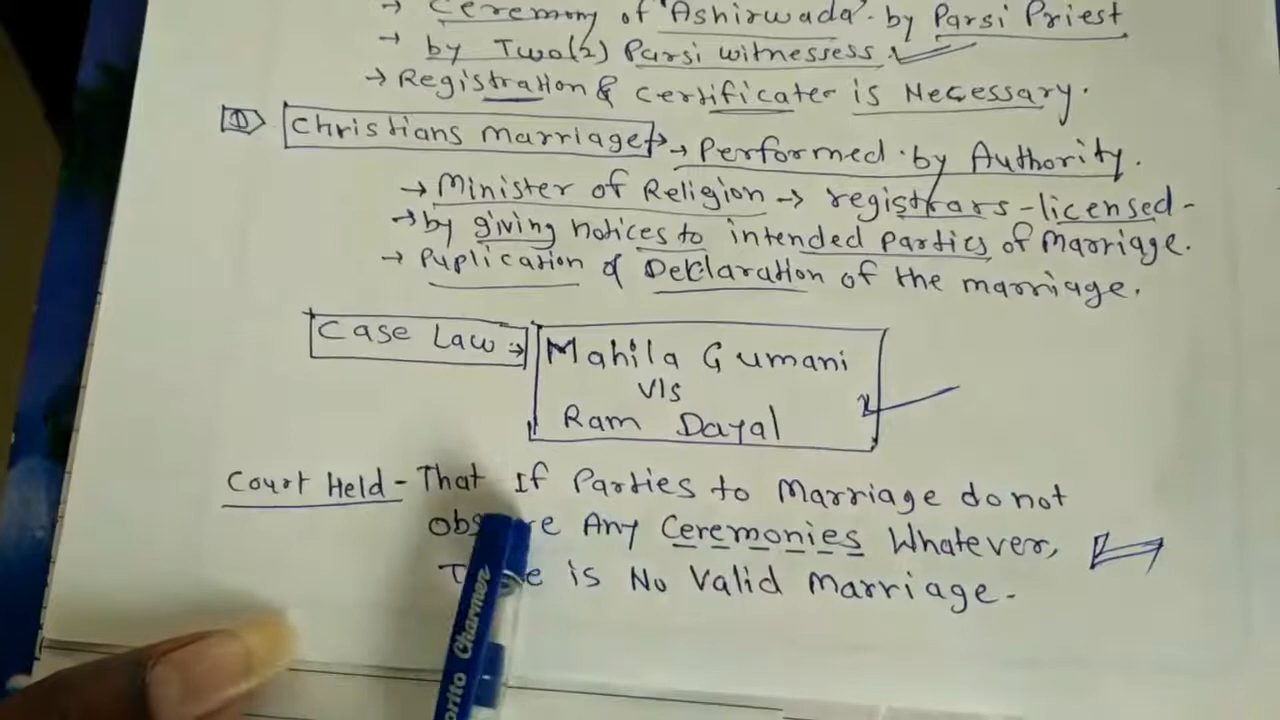 → Ceremony of "Ashirwada" by Parsi Priest
→ by Two(2) Parsi witnessess.
→ Registration & certificate is Necessary.
D Christians marriage → → Performed by Authority.
→ Minister of Religion → registrars-licensed-
→ by giving notices to intended parties of Marriage.
→ Puplication of Declaration of the marriage.
Case Law → Mahila Gumani
V/s
Ram Dayal
Court Held - That If Parties to Marriage do not
Any Ceremonies Whatever,
is No Valid Marriage.
Charmer